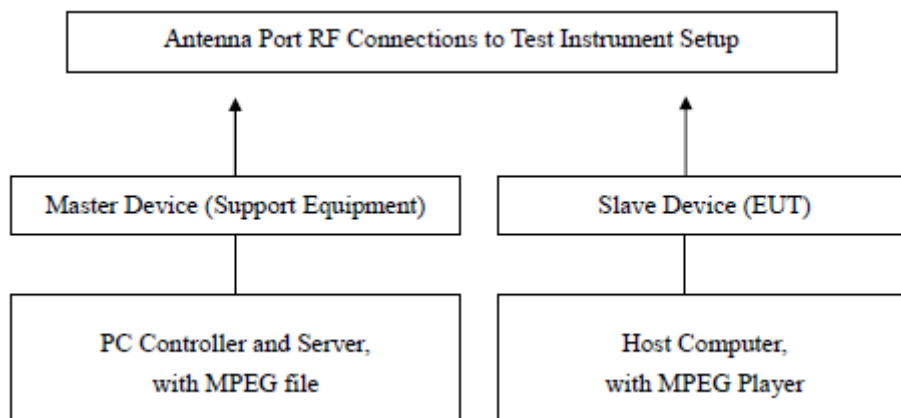 Antenna Port RF Connections to Test Instrument Setup
Master Device (Support Equipment)
Slave Device (EUT)
PC Controller and Server,
with MPEG file
Host Computer,
with MPEG Player